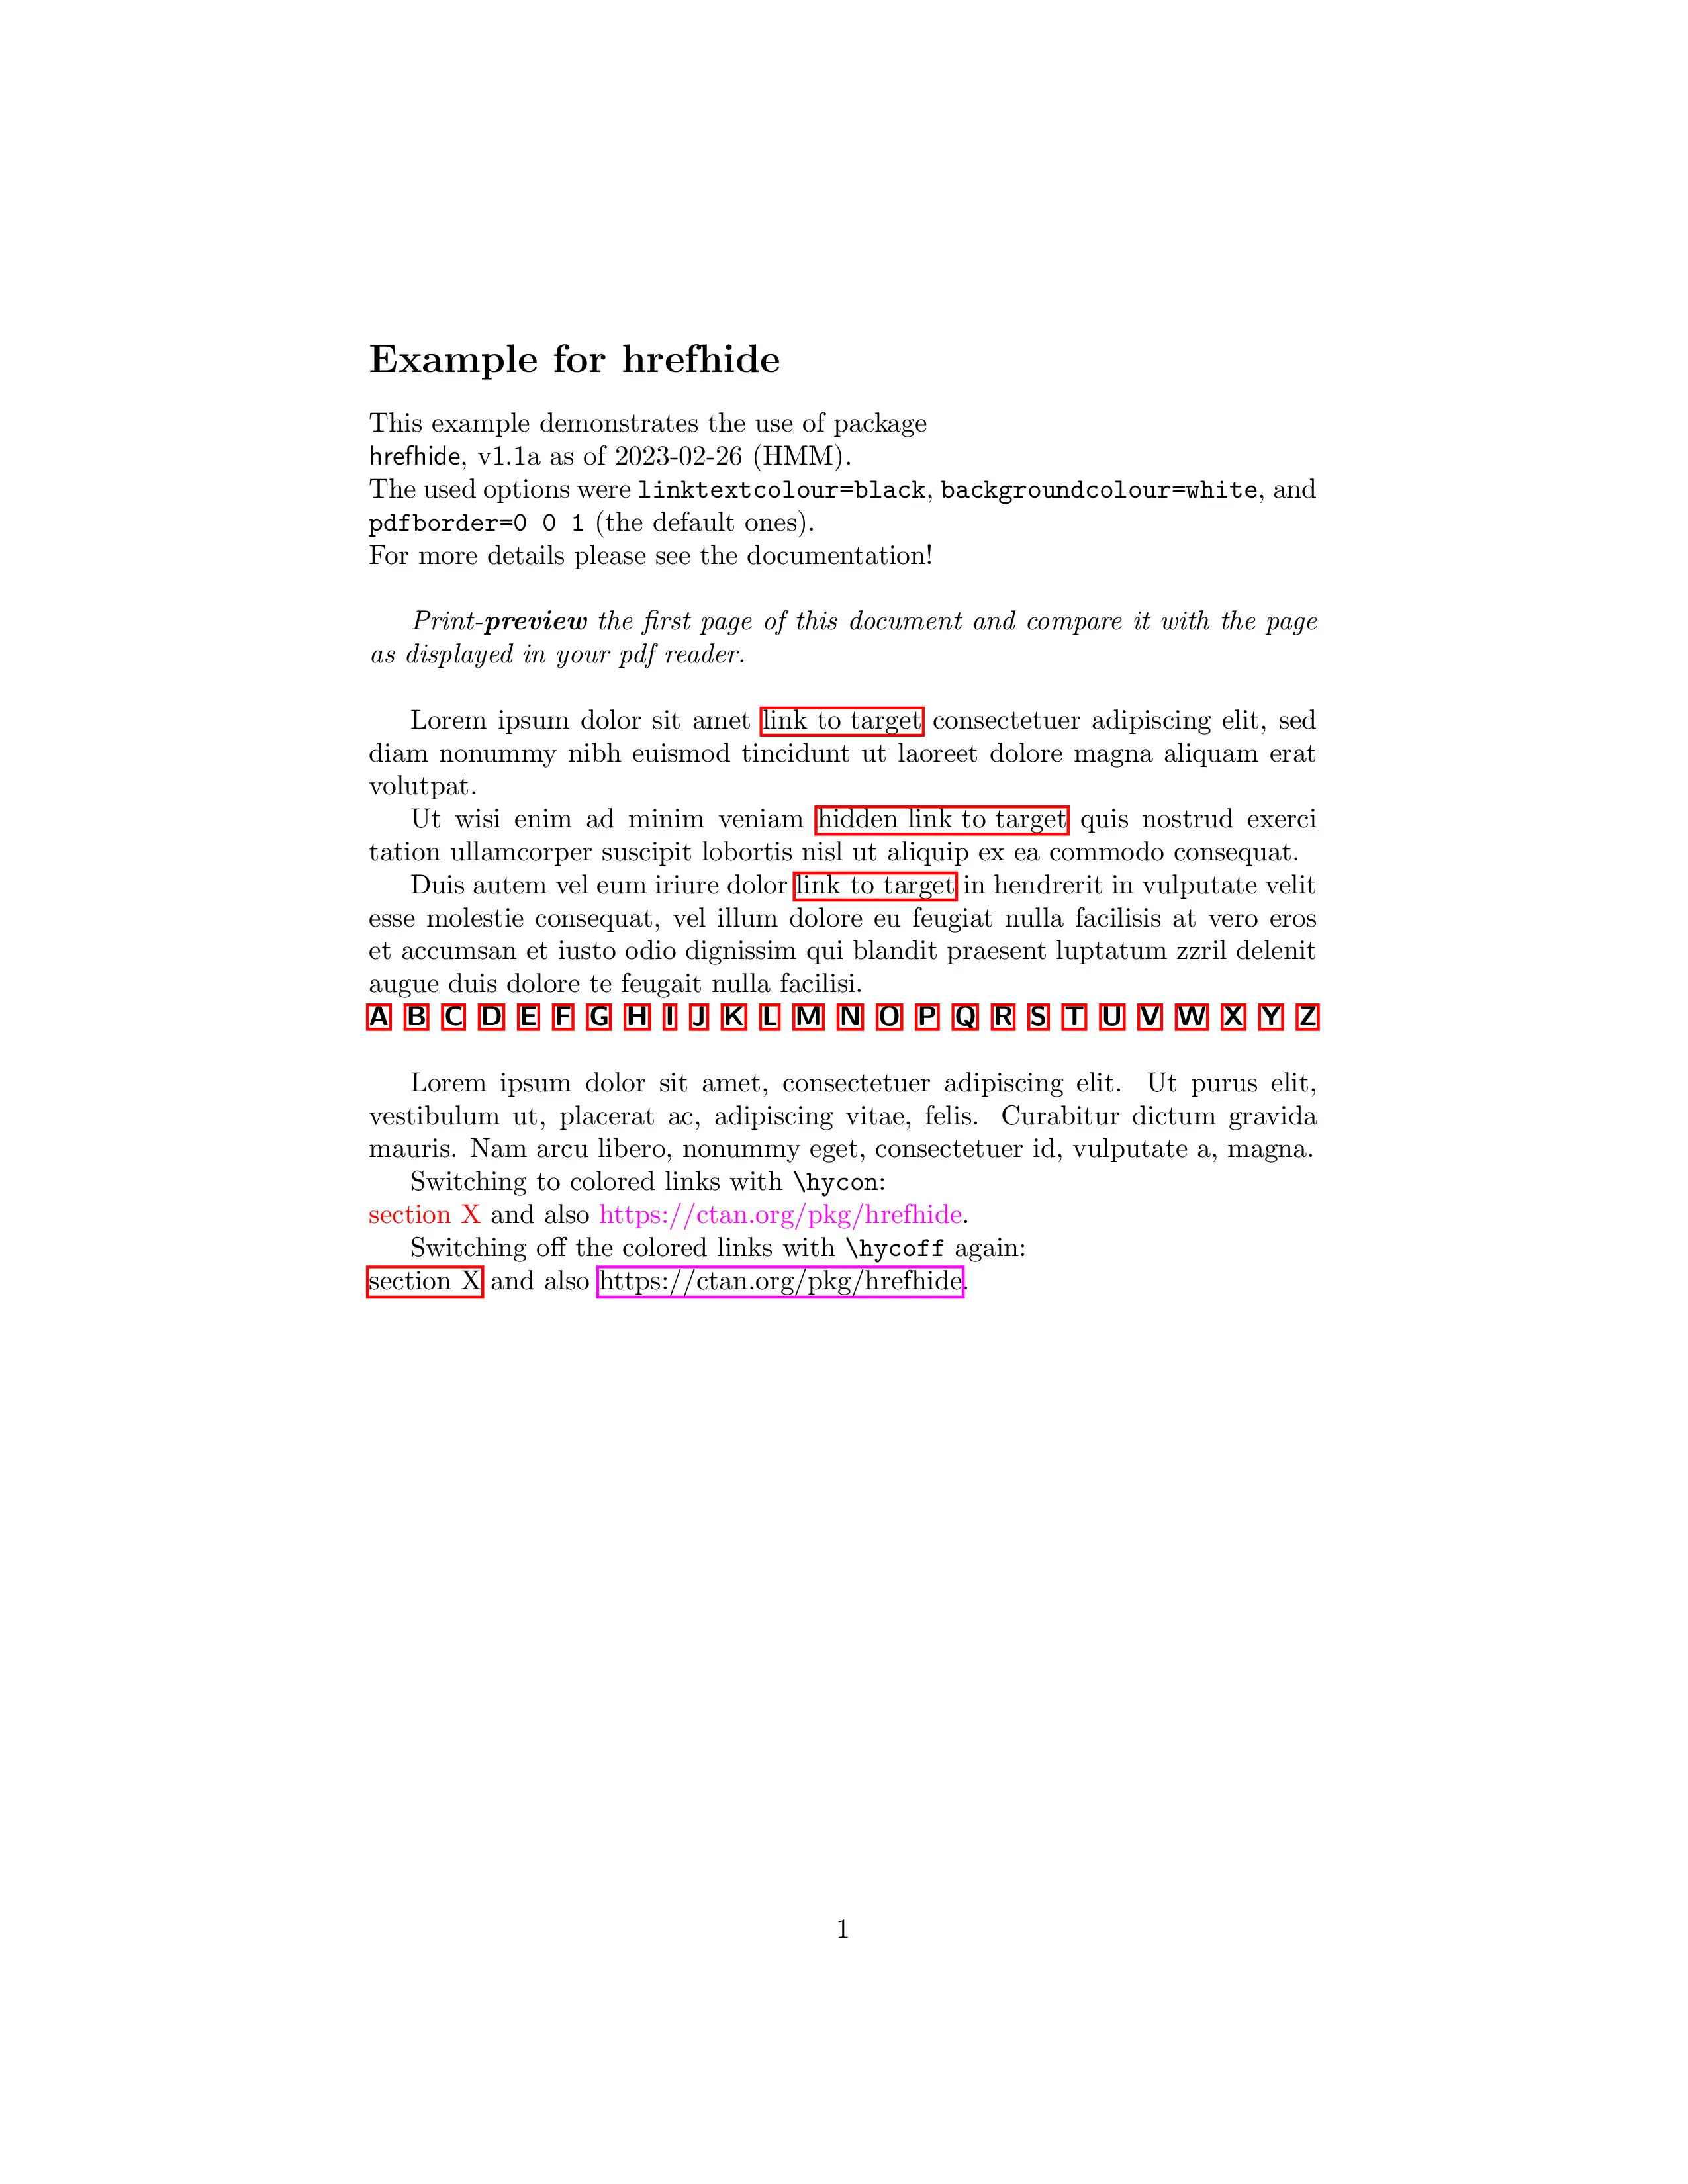 Example for hrefhide
This example demonstrates the use of package
hrefhide, v1.1a as of 2023-02-26 (HMM).
The used options were linktextcolour=black, backgroundcolour=white, and
pdfborder=0 0 1 (the default ones).
For more details please see the documentation!
Print-preview the first page of this document and compare it with the page
as displayed in your pdf reader.
Lorem ipsum dolor sit amet link to target consectetuer adipiscing elit, sed
diam nonummy nibh euismod tincidunt ut laoreet dolore magna aliquam erat
volutpat.
Ut wisi enim ad minim veniam hidden link to target quis nostrud exerci
tation ullamcorper suscipit lobortis nisl ut aliquip ex ea commodo consequat.
Duis autem vel eum iriure dolor link to target in hendrerit in vulputate velit
esse molestie consequat, vel illum dolore eu feugiat nulla facilisis at vero eros
et accumsan et iusto odio dignissim qui blandit praesent luptatum zzril delenit
augue duis dolore te feugait nulla facilisi.
A B C D E F G H I J K L M N O P Q R S T U V W X Y Z
Lorem ipsum dolor sit amet, consectetuer adipiscing elit. Ut purus elit,
vestibulum ut, placerat ac, adipiscing vitae, felis. Curabitur dictum gravida
mauris. Nam arcu libero, nonummy eget, consectetuer id, vulputate a, magna.
Switching to colored links with \hycon:
section X and also https://ctan.org/pkg/hrefhide.
Switching off the colored links with \hycoff again:
section X and also https://ctan.org/pkg/hrefhide.
1